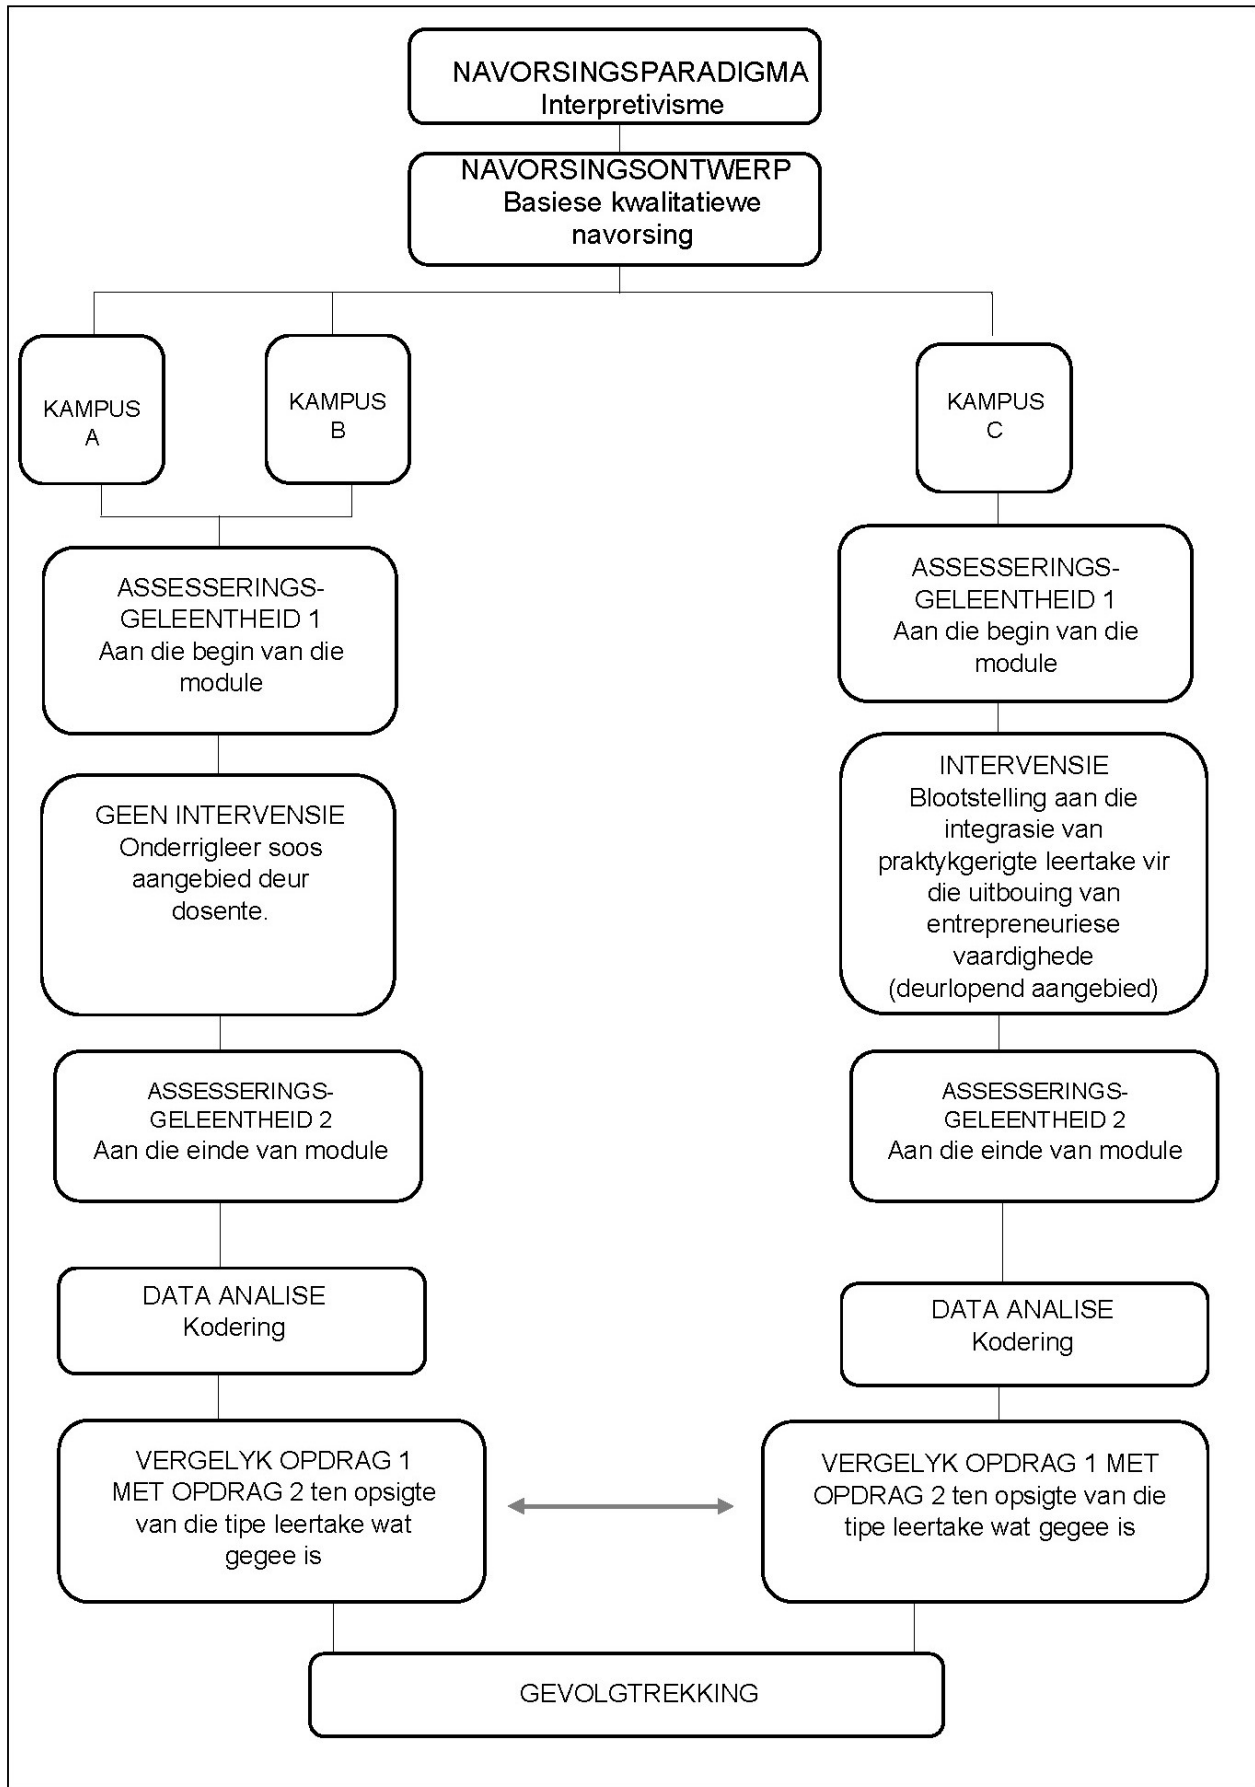 NAVORSINGSPARADIGMA
Interpretivisme
NAVORSINGSONTWERP
Basiese kwalitatiewe
navorsing
KAMPUS
A
KAMPUS
B
KAMPUS
C
ASSESSERINGS-
GELEENTHEID 1
Aan die begin van die
module
ASSESSERINGS-
GELEENTHEID 1
Aan die begin van die
module
GEEN INTERVENSIE
Onderrigleer soos
aangebied deur
dosente.
INTERVENSIE
Blootstelling aan die
integrasie van
praktykgerigte leertake vir
die uitbouing van
entrepreneuriese
vaardighede
(deurlopend aangebied)
ASSESSERINGS-
GELEENTHEID 2
Aan die einde van module
ASSESSERINGS-
GELEENTHEID 2
Aan die einde van module
DATA ANALISE
Kodering
DATA ANALISE
Kodering
VERGELYK OPDRAG 1
MET OPDRAG 2 ten opsigte
van die tipe leertake wat
gegee is
VERGELYK OPDRAG 1 MET
OPDRAG 2 ten opsigte van die
tipe leertake wat gegee is
GEVOLGTREKKING